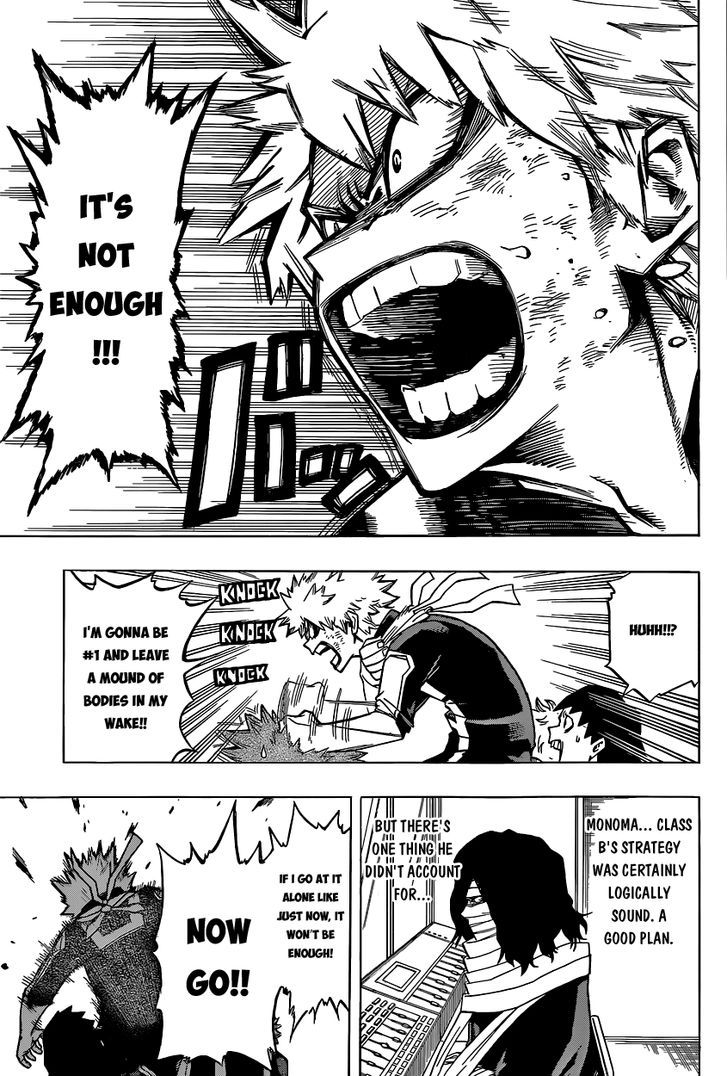 IT'S
NOT
ENOUGH
!!!
HUHH!!?
KNOCK
KNOCK
KNOCK
I'M GONNA BE
#1 AND LEAVE
A MOUND OF
BODIES IN MY
WAKE!!
MONOMA... CLASS
B'S STRATEGY
WAS CERTAINLY
LOGICALLY
SOUND. A
GOOD PLAN.
BUT THERE'S
ONE THING HE
DIDN'T ACCOUNT
FOR...
IF I GO AT IT
ALONE LIKE
JUST NOW, IT
WON'T BE
ENOUGH!
NOW
GO!!